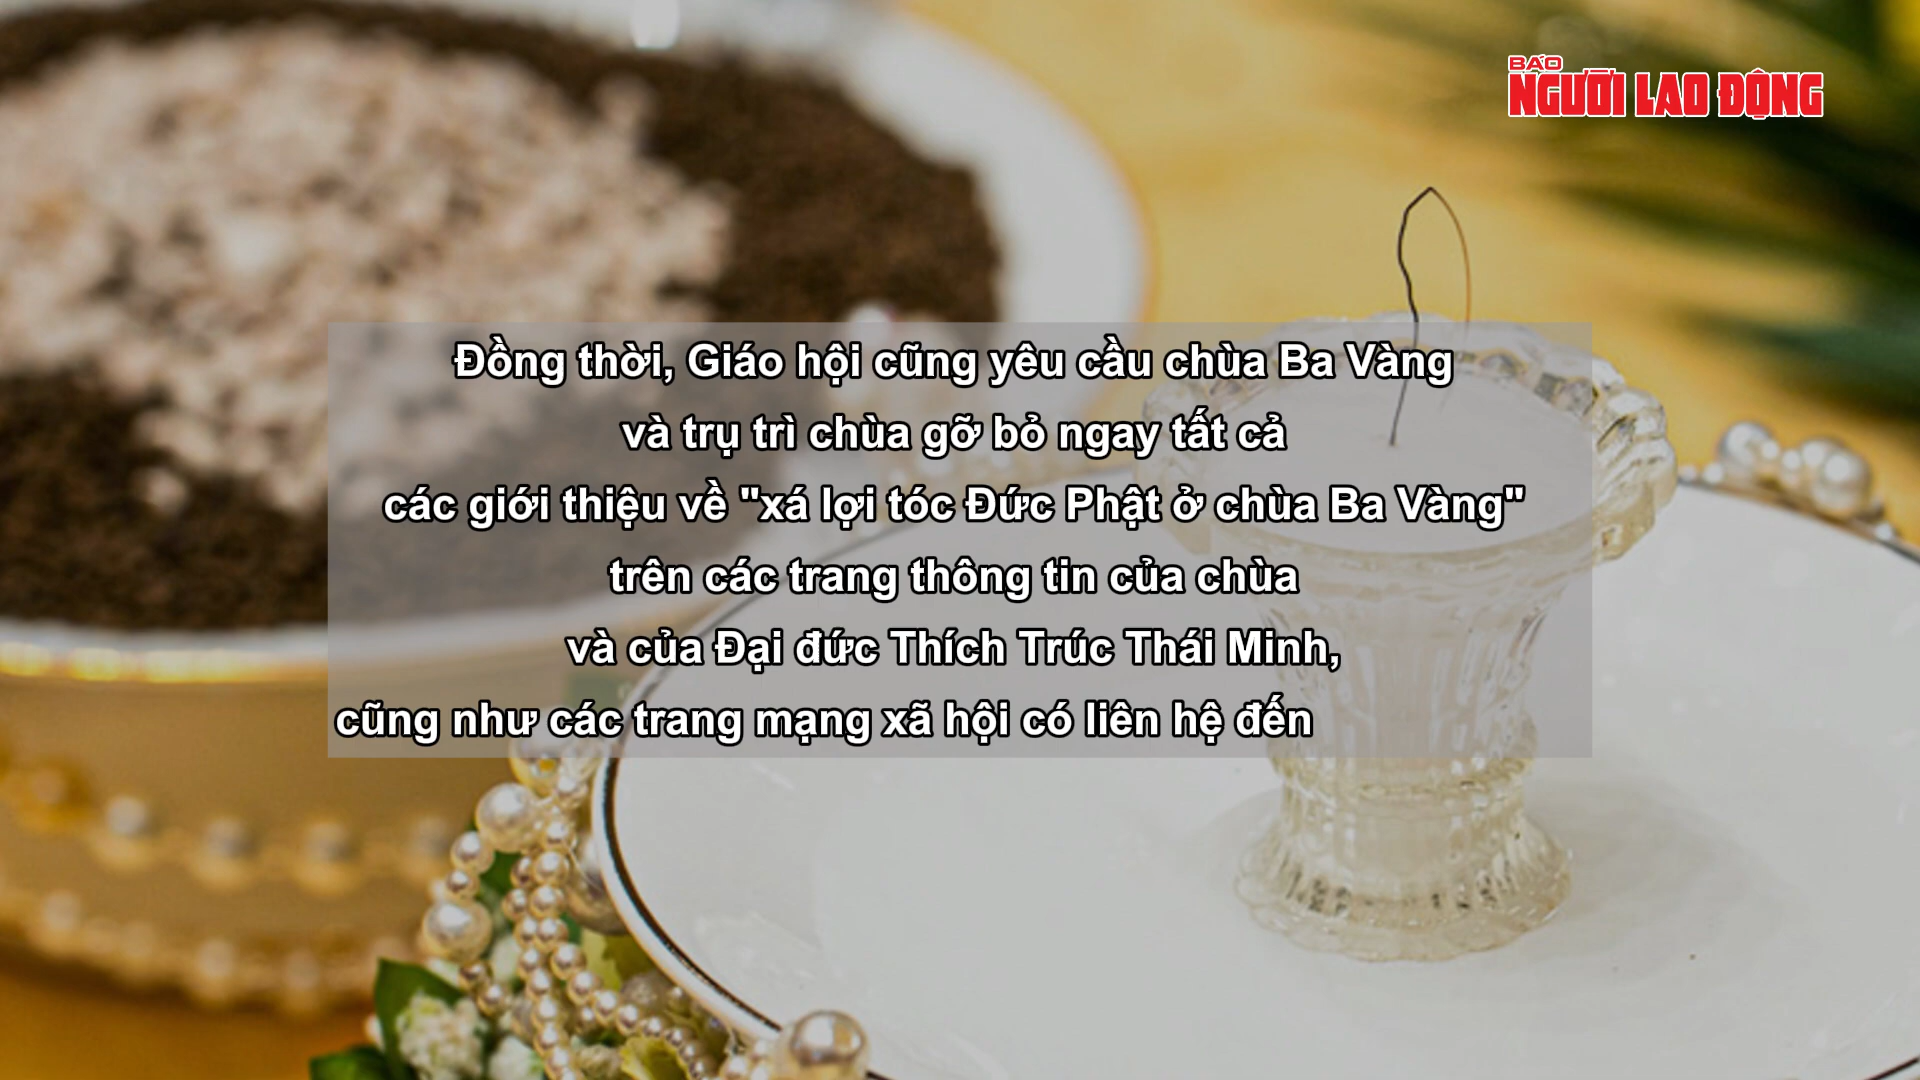 BÁO
NGƯỜI LAO ĐỘNG
Đồng thời, Giáo hội cũng yêu cầu chùa Ba Vàng
và trụ trì chùa gỡ bỏ ngay tất cả
các giới thiệu về "xá lợi tóc Đức Phật ở chùa Ba Vàng"
trên các trang thông tin của chùa
và của Đại đức Thích Trúc Thái Minh,
cũng như các trang mạng xã hội có liên hệ đến